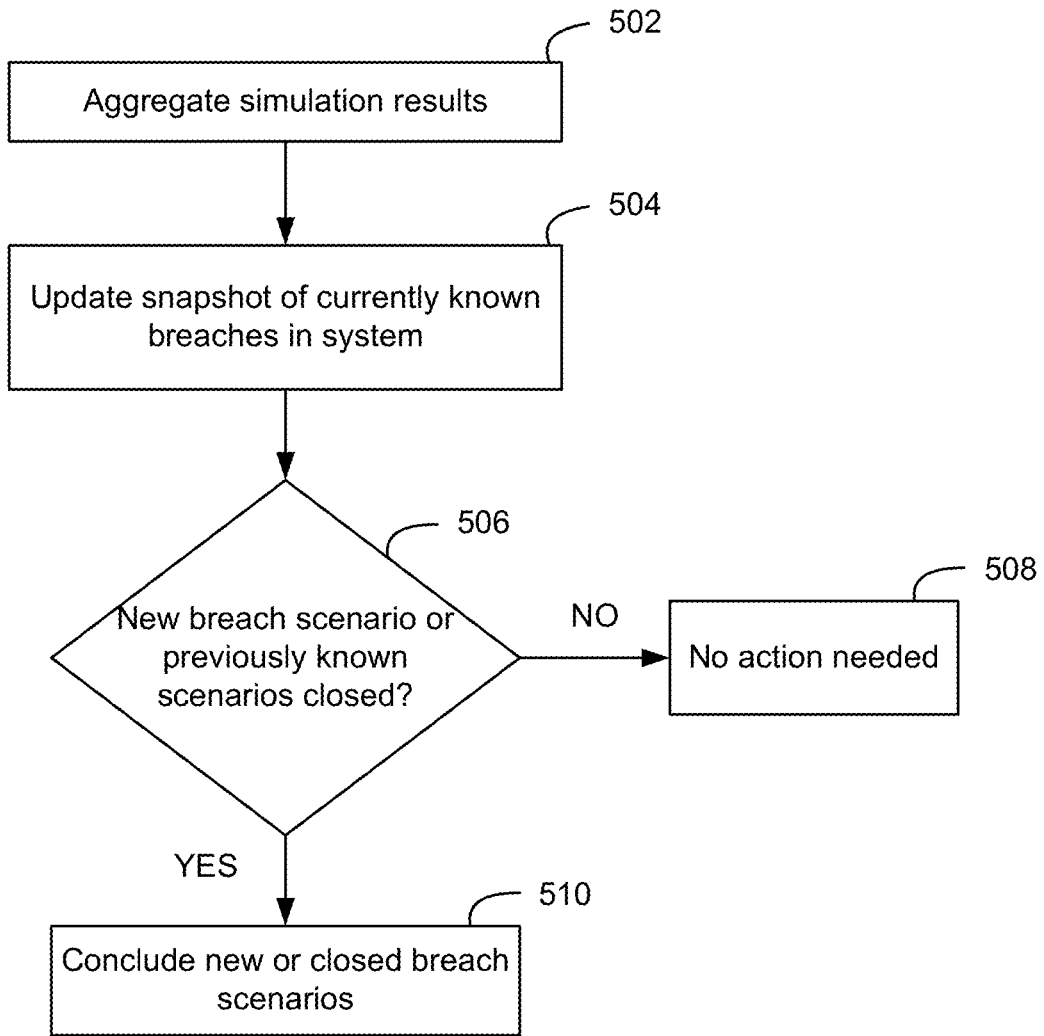 502
Aggregate simulation results
504
Update snapshot of currently known
breaches in system
506
New breach scenario or
previously known
scenarios closed?
NO
508
No action needed
YES
510
Conclude new or closed breach
scenarios